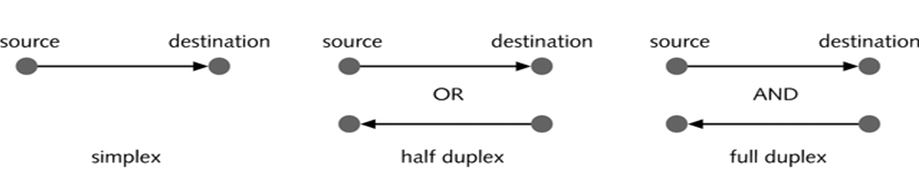 source destination
source destination
source destination
OR
AND
simplex
half duplex
full duplex